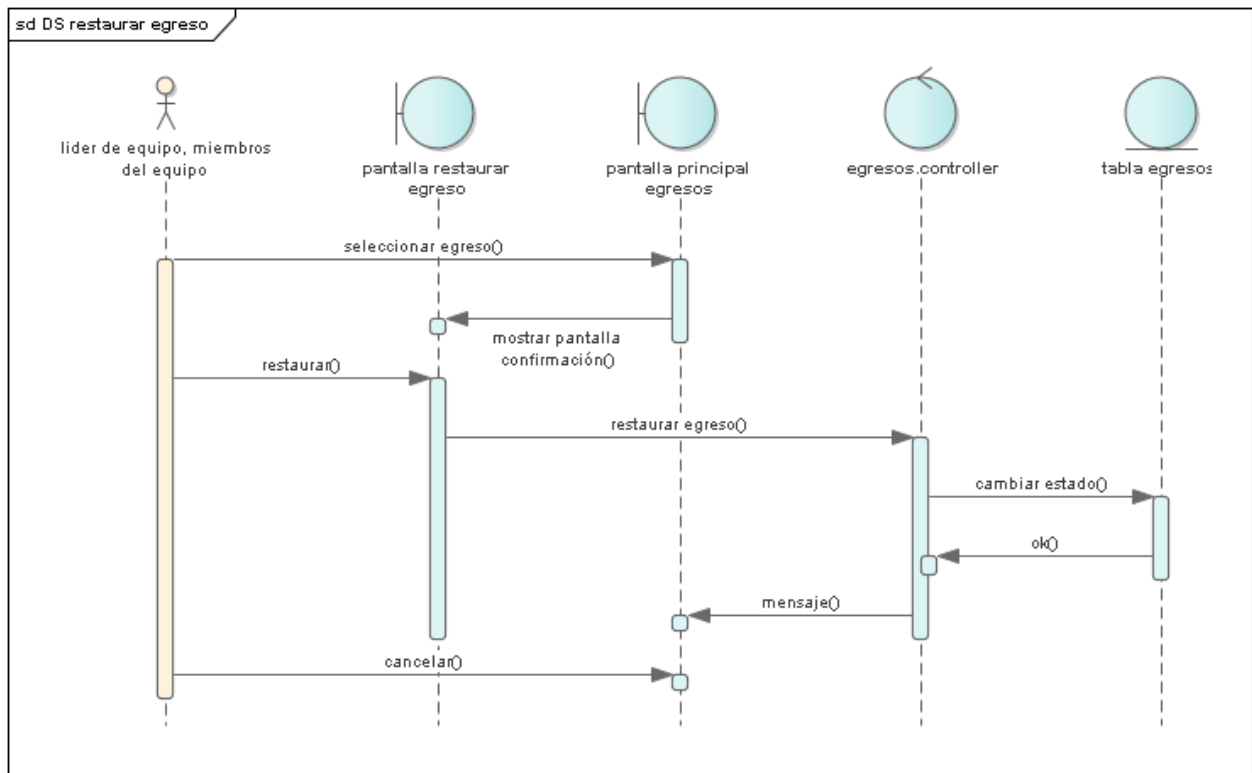 sd DS restaurar egreso
lider de equipo, miembros
del equipo
pantalla restaurar
egreso
pantalla principal
egresos
egresos.controller
tabla egresos
seleccionar egreso()
mostrar pantalla
confirmación()
restaurar()
restaurar egreso()
cambiar estado()
ok()
mensaje()
cancelar()